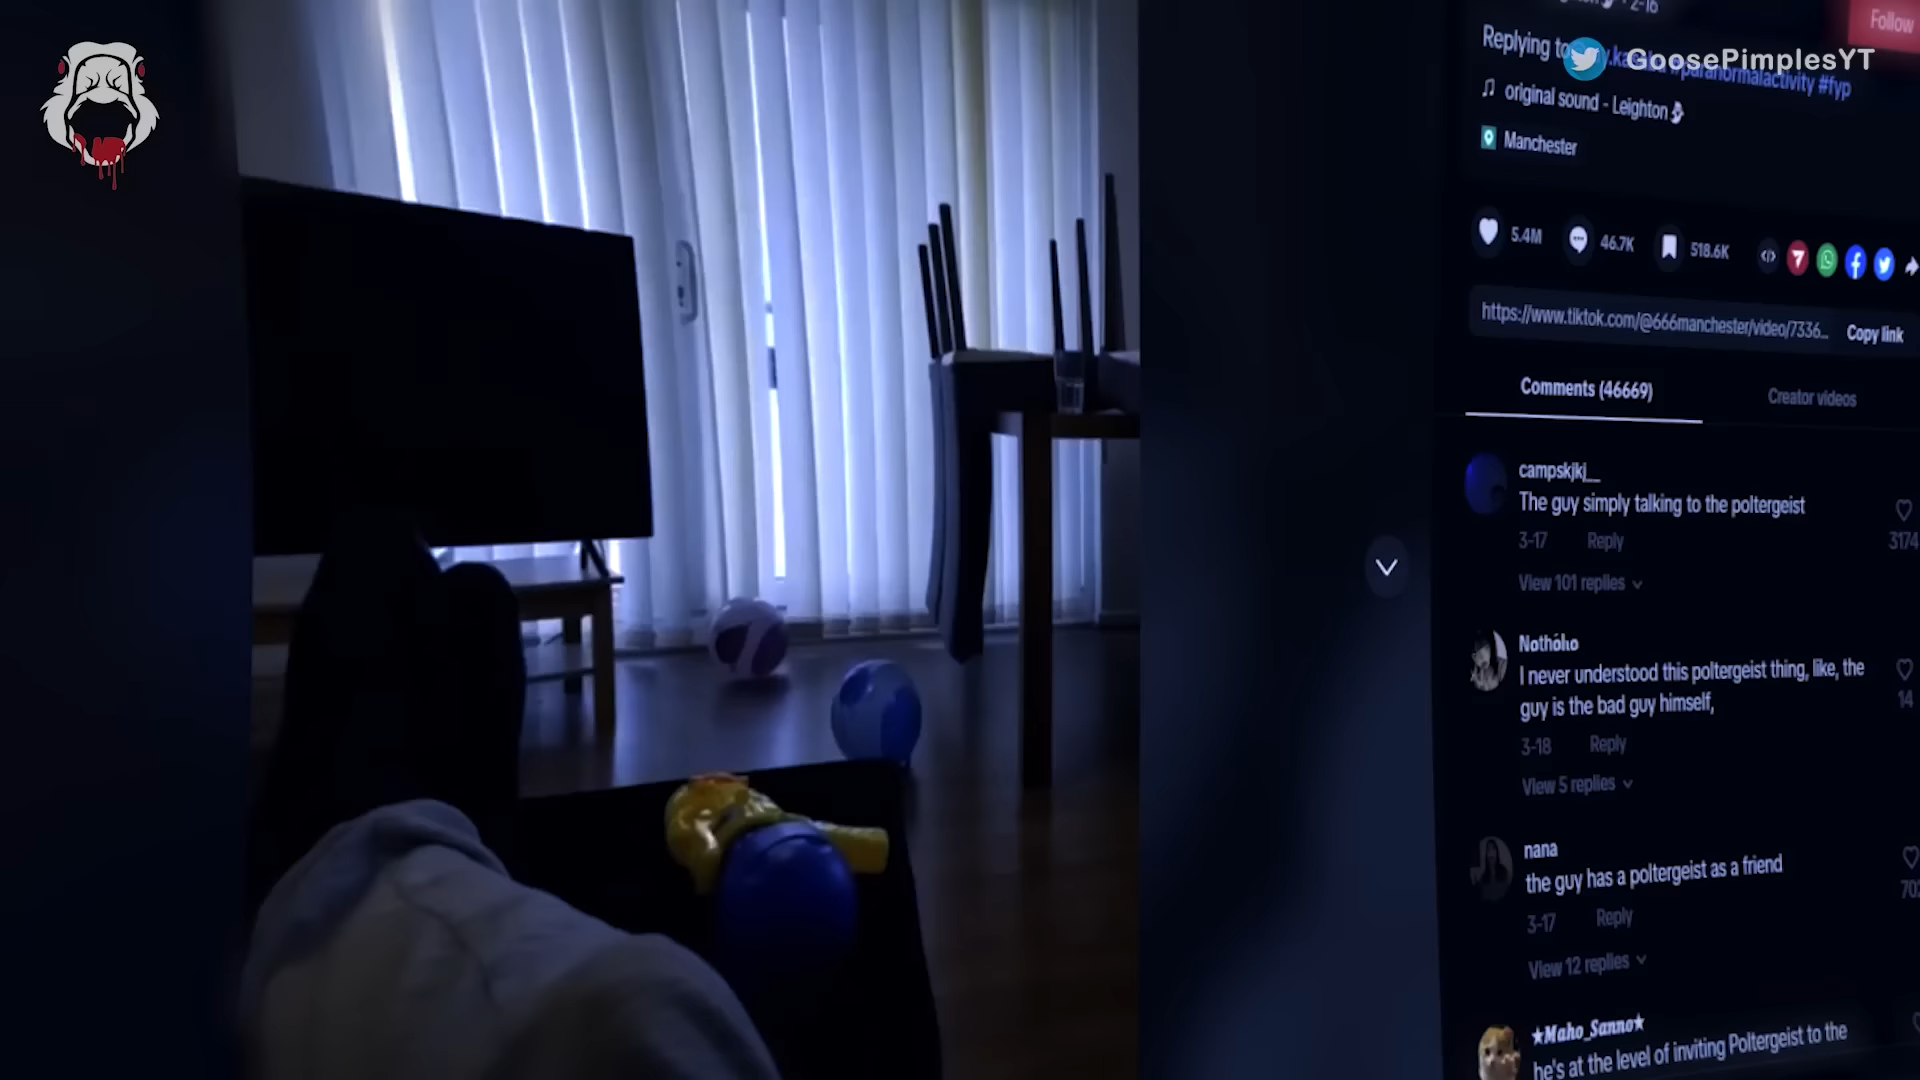 2-16
Follow
Replying to
GoosePimplesYT
#paranormalactivity #fyp
original sound - Leighton
Manchester
5.4M
46.7K
518.6K
https://www.tiktok.com/@666manchester/video/7336...
Copy link
Comments (46669)
Creator videos
campskjkj__
The guy simply talking to the poltergeist
3174
3-17 Reply
View 101 replies
Nothóho
I never understood this poltergeist thing, like, the
guy is the bad guy himself,
14
3-18 Reply
View 5 replies
nana
the guy has a poltergeist as a friend
3-17 Reply
View 12 replies
★Maho_Sanno★
he's at the level of inviting Poltergeist to the